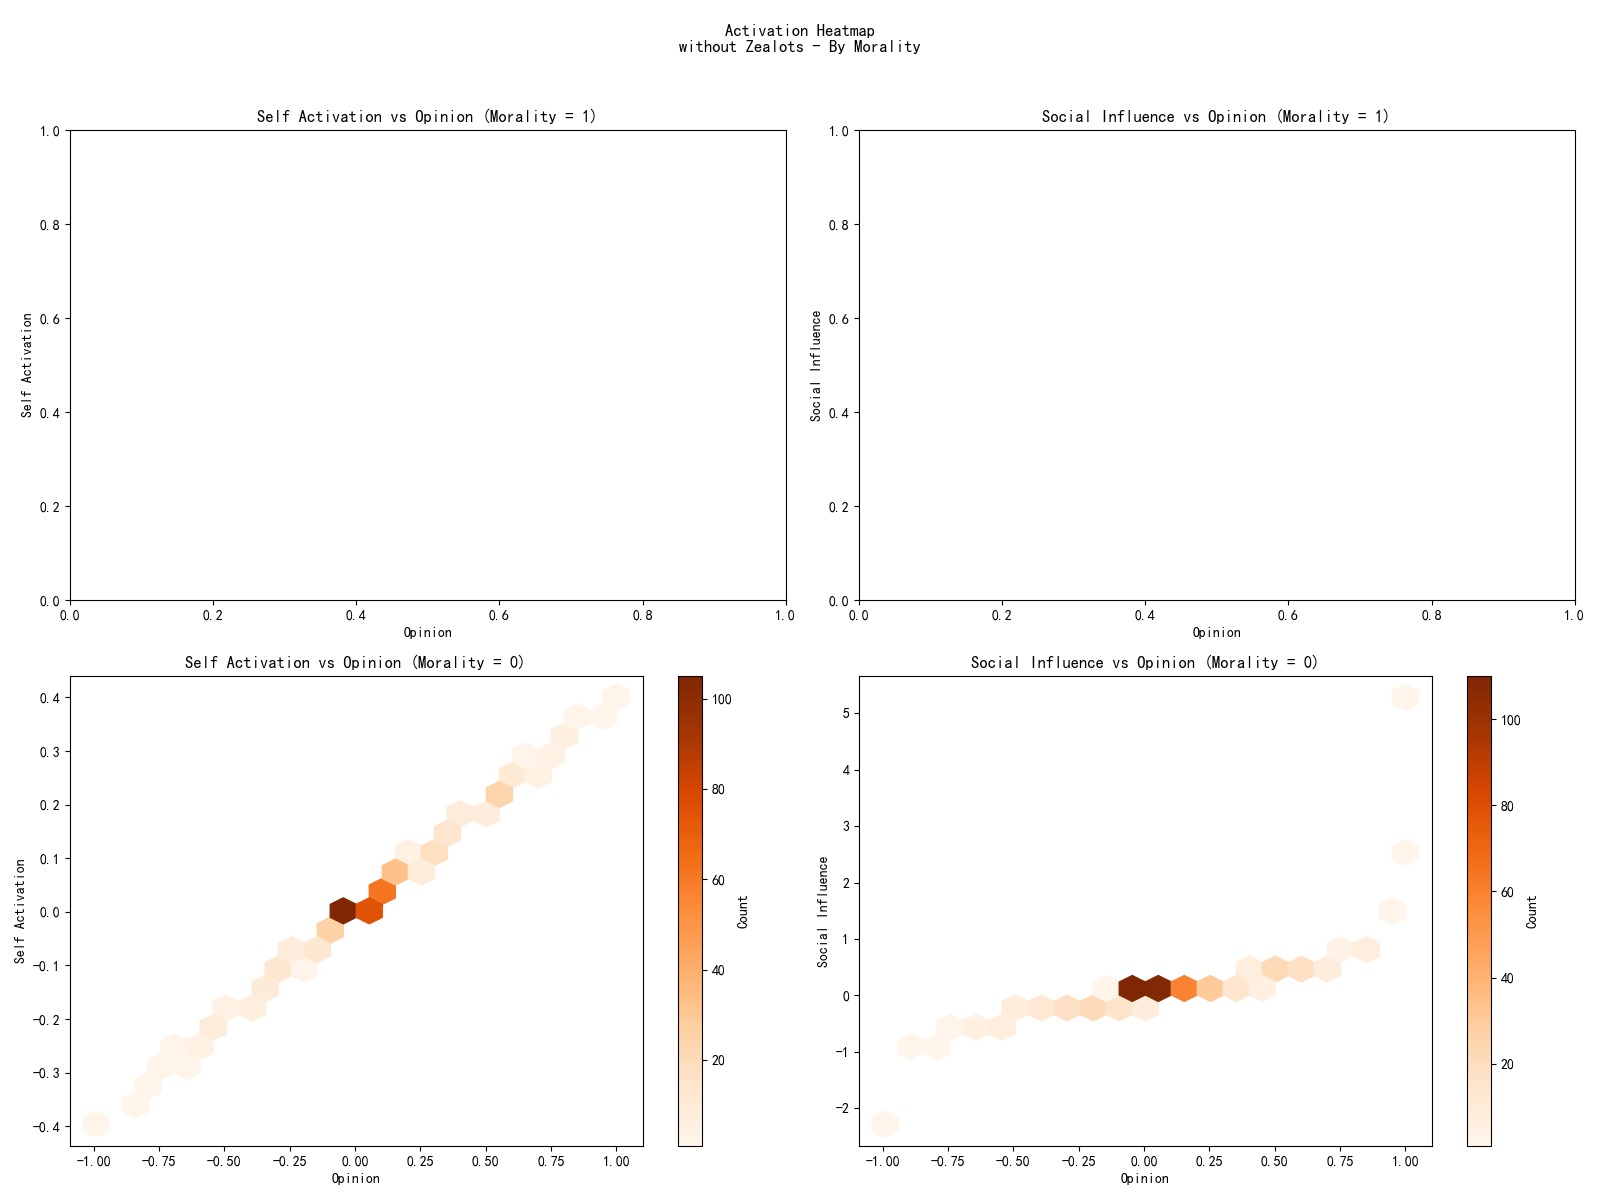 Activation Heatmap
without Zealots - By Morality
Self Activation vs Opinion (Morality = 1)
1.0
0.8
0.6
0.4
0.2
0.0
Self Activation
0.0 0.2 0.4 0.6 0.8 1.0
Opinion
Social Influence vs Opinion (Morality = 1)
1.0
0.8
0.6
0.4
0.2
0.0
Social Influence
0.0 0.2 0.4 0.6 0.8 1.0
Opinion
Self Activation vs Opinion (Morality = 0)
0.4
0.3
0.2
0.1
0.0
−0.1
−0.2
−0.3
−0.4
Self Activation
−1.00 −0.75 −0.50 −0.25 0.00 0.25 0.50 0.75 1.00
Opinion
100
80
60
40
20
Count
Social Influence vs Opinion (Morality = 0)
5
4
3
2
1
0
−1
−2
Social Influence
−1.00 −0.75 −0.50 −0.25 0.00 0.25 0.50 0.75 1.00
Opinion
100
80
60
40
20
Count